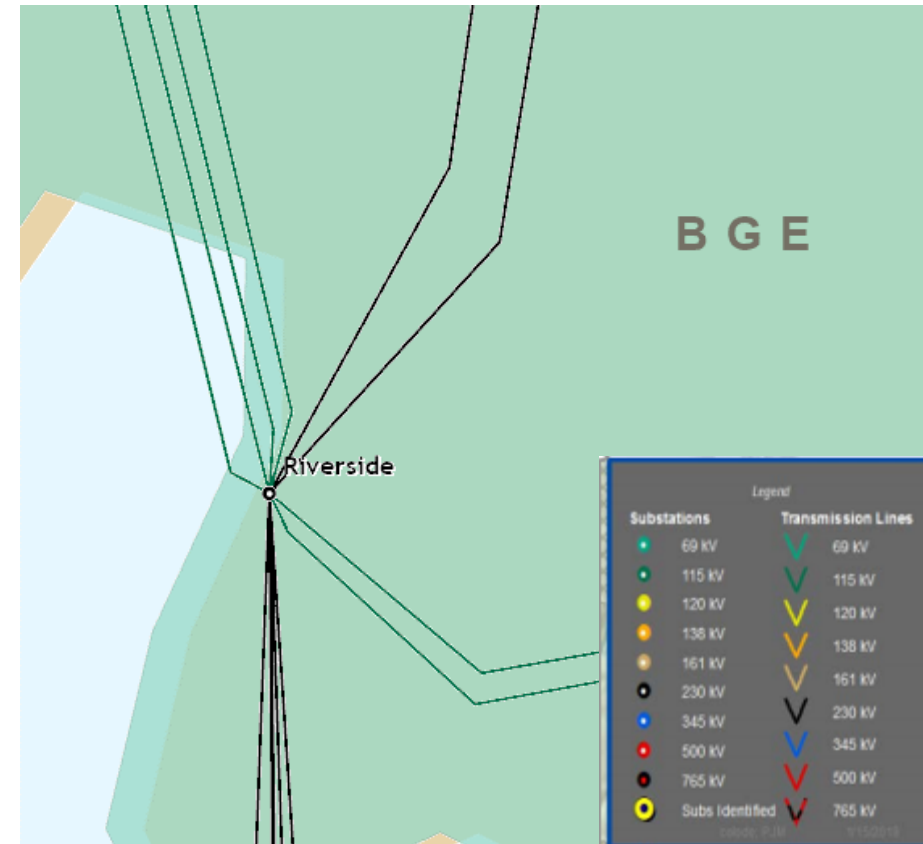 B G E
Riverside
Legend
Substations Transmission Lines
69 kV 69 kV
115 kV 115 kV
120 kV 120 kV
138 kV 138 kV
161 kV 161 kV
230 kV 230 kV
345 kV 345 kV
500 kV 500 kV
765 kV 765 kV
Subs Identified
PJM